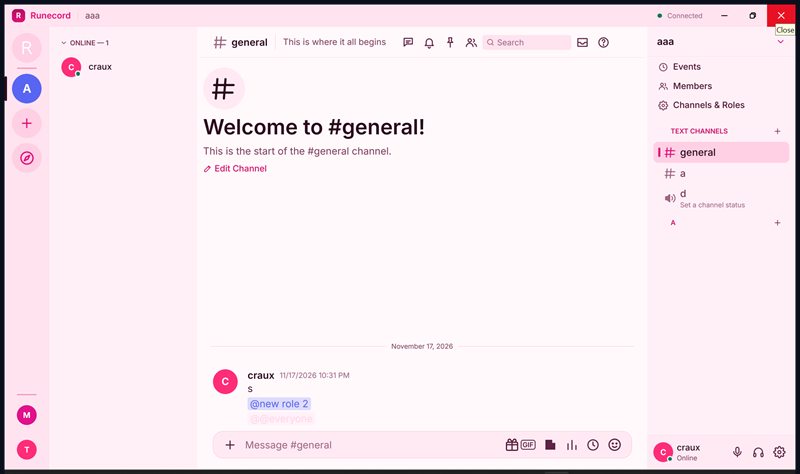 R Runecord aaa
Connected
Close
R
A
M
T
ONLINE — 1
C craux
general This is where it all begins
Search
Welcome to #general!
This is the start of the #general channel.
Edit Channel
November 17, 2026
C craux 11/17/2026 10:31 PM
s
@new role 2
@@everyone
Message #general
GIF
aaa
Events
Members
Channels & Roles
TEXT CHANNELS
general
a
d
Set a channel status
A
C craux
Online